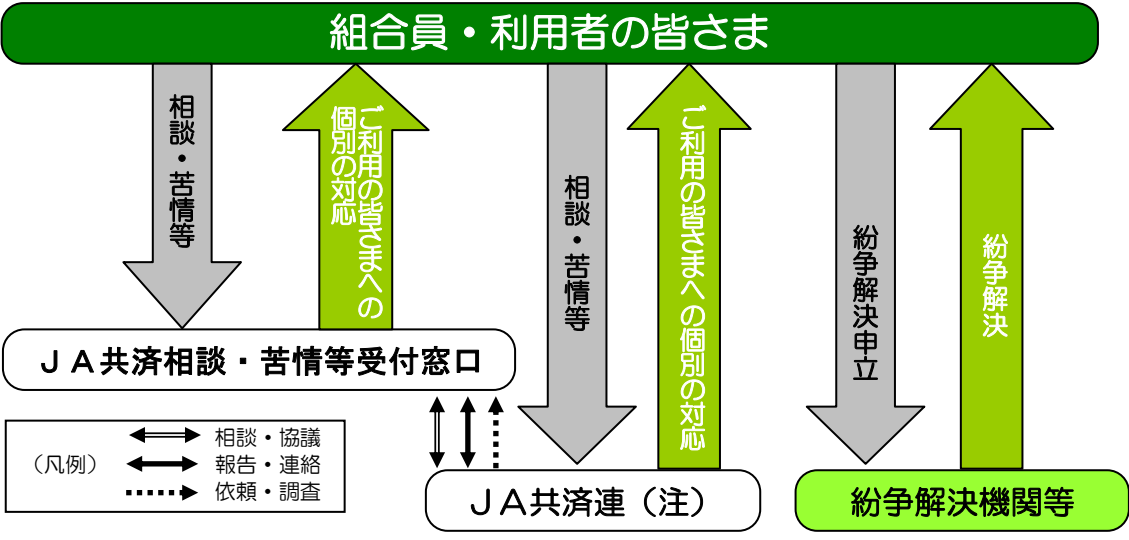 組合員・利用者の皆さま
相談・苦情等
ご利用の皆さまへの
個別の対応
相談・苦情等
ご利用の皆さまへの個別の対応
紛争解決申立
紛争解決
ＪＡ共済相談・苦情等受付窓口
（凡例）
相談・協議
報告・連絡
依頼・調査
ＪＡ共済連（注）
紛争解決機関等